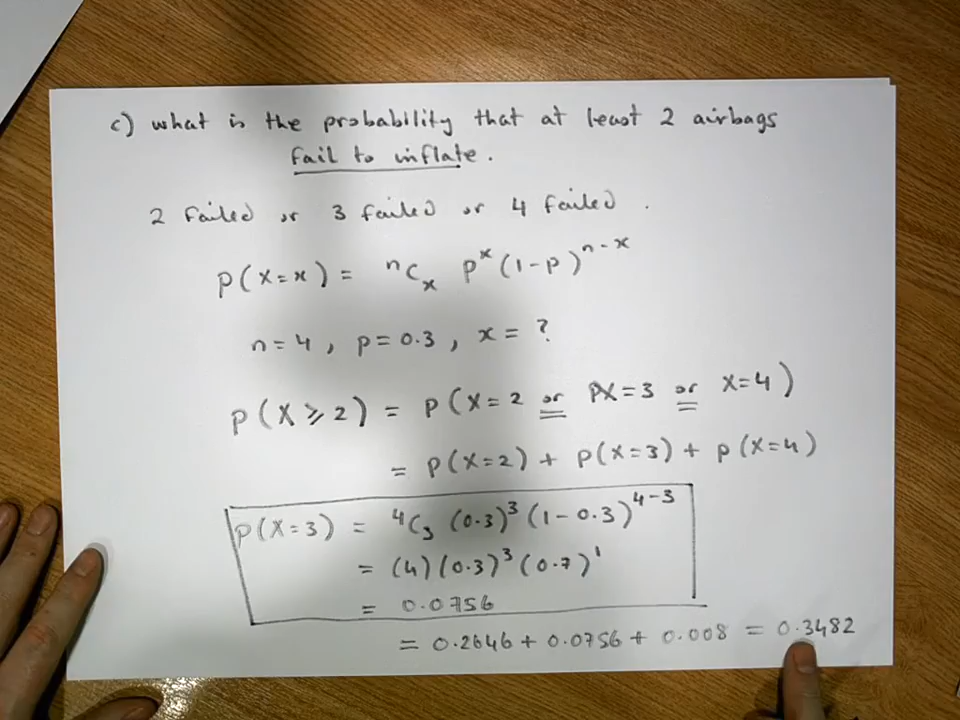 c) what is the probability that at least 2 airbags
fail to inflate.
2 failed or 3 failed or 4 failed .
P(X=x) = ⁿCₓ pˣ(1-p)ⁿ⁻ˣ
n=4, p=0.3, x=?
P(X⩾2) = P(X=2 or PX=3 or X=4)
= P(X=2) + P(X=3) + P(X=4)
P(X=3) = ⁴C₃ (0.3)³ (1-0.3)⁴⁻³
= (4)(0.3)³(0.7)¹
= 0.0756
= 0.2646 + 0.0756 + 0.008 = 0.3482